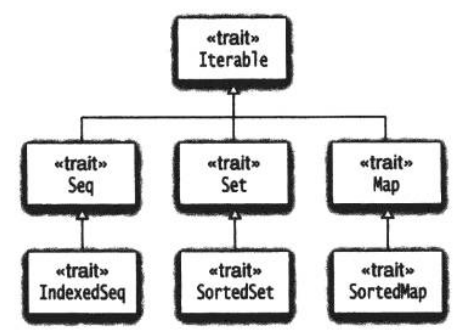 «trait»
Iterable
«trait»
Seq
«trait»
Set
«trait»
Map
«trait»
IndexedSeq
«trait»
SortedSet
«trait»
SortedMap